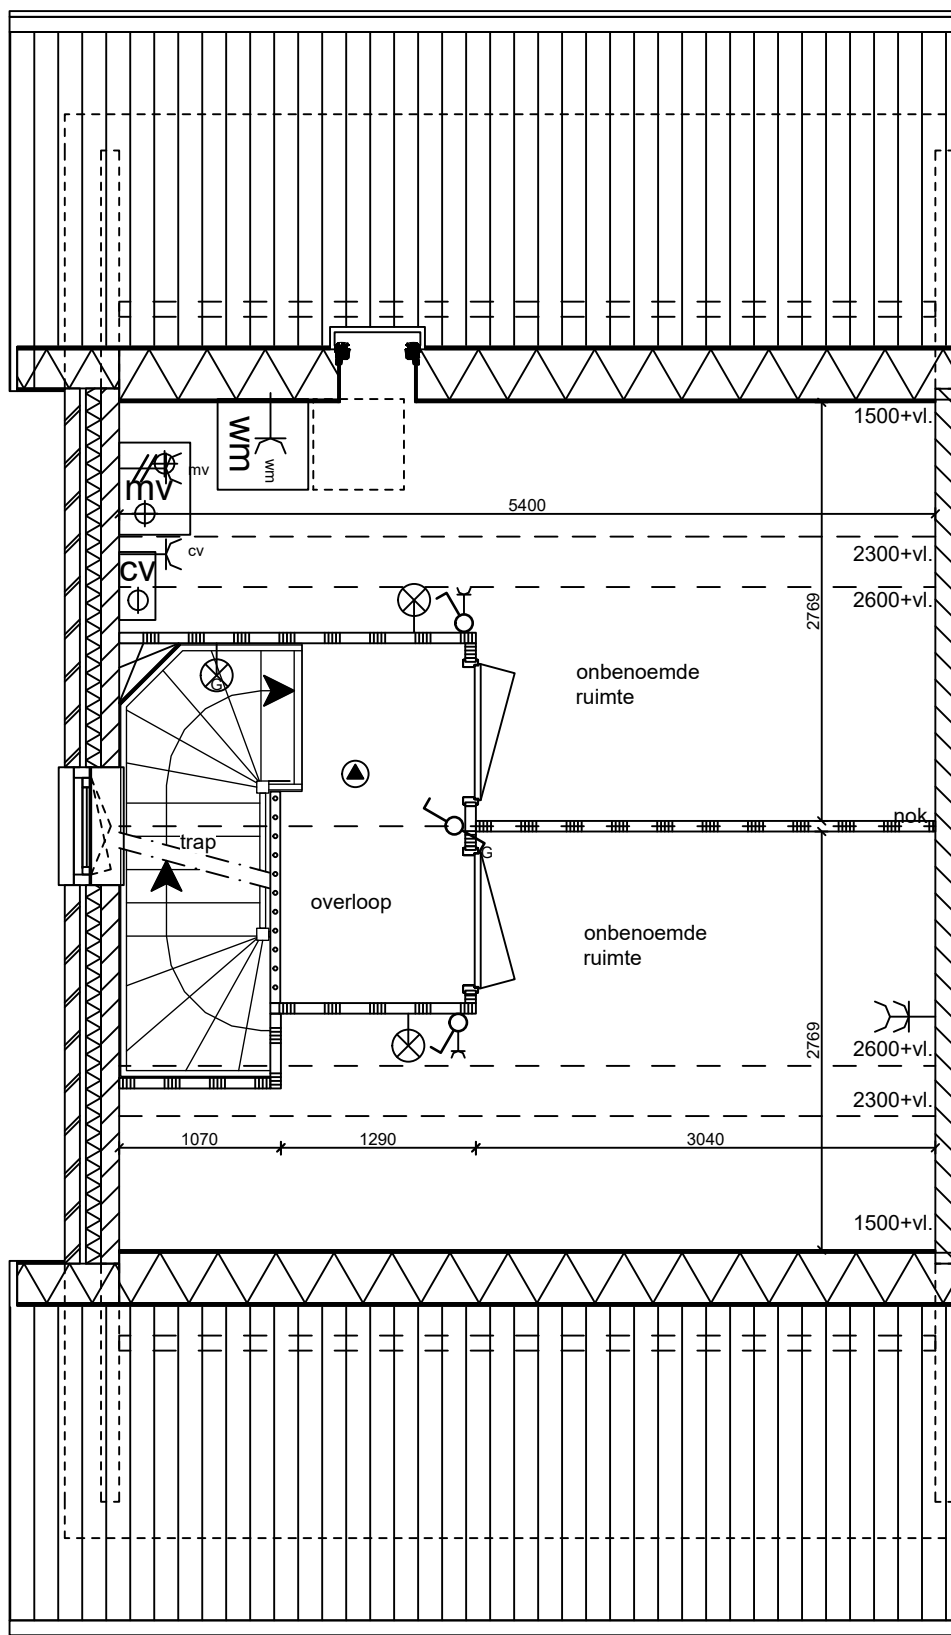 1500+vl.
wm
wm
mv
mv
5400
cv
cv
2300+vl.
2600+vl.
2769
onbenoemde
ruimte
G
nok
trap
G
overloop
onbenoemde
ruimte
2769
2600+vl.
2300+vl.
1070
1290
3040
1500+vl.